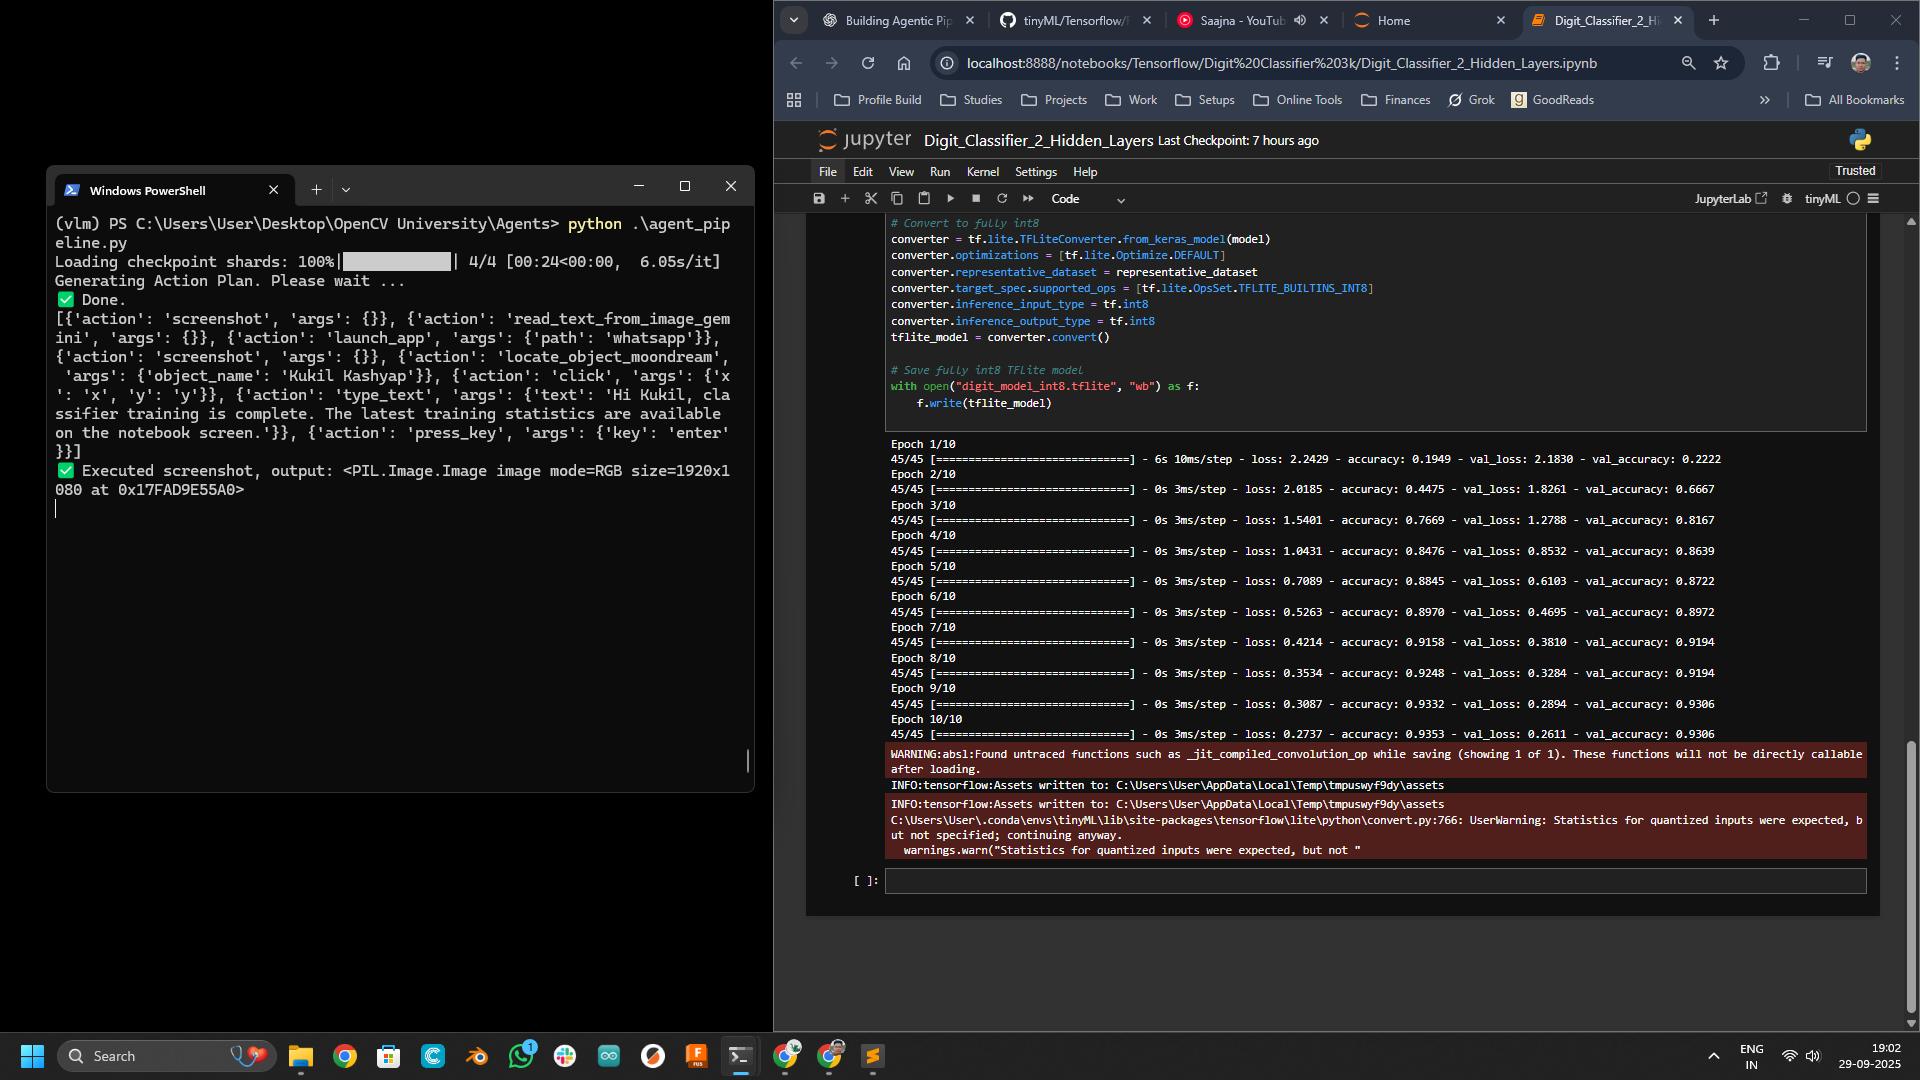 Building Agentic Pip
tinyML/Tensorflow/
Saajna - YouTub
Home
Digit_Classifier_2_Hi
localhost:8888/notebooks/Tensorflow/Digit%20Classifier%203k/Digit_Classifier_2_Hidden_Layers.ipynb
Profile Build
Studies
Projects
Work
Setups
Online Tools
Finances
Grok
g GoodReads
»
All Bookmarks
jupyter Digit_Classifier_2_Hidden_Layers Last Checkpoint: 7 hours ago
File Edit View Run Kernel Settings Help
Trusted
Code
JupyterLab
tinyML
Windows PowerShell
(vlm) PS C:\Users\User\Desktop\OpenCV University\Agents> python .\agent_pip
eline.py
Loading checkpoint shards: 100%| | 4/4 [00:24<00:00,  6.05s/it]
Generating Action Plan. Please wait ...
✅ Done.
[{'action': 'screenshot', 'args': {}}, {'action': 'read_text_from_image_gem
ini', 'args': {}}, {'action': 'launch_app', 'args': {'path': 'whatsapp'}},
{'action': 'screenshot', 'args': {}}, {'action': 'locate_object_moondream',
 'args': {'object_name': 'Kukil Kashyap'}}, {'action': 'click', 'args': {'x
': 'x', 'y': 'y'}}, {'action': 'type_text', 'args': {'text': 'Hi Kukil, cla
ssifier training is complete. The latest training statistics are available
on the notebook screen.'}}, {'action': 'press_key', 'args': {'key': 'enter'
}}]
✅ Executed screenshot, output: <PIL.Image.Image image mode=RGB size=1920x1
080 at 0x17FAD9E55A0>
# Convert to fully int8
converter = tf.lite.TFLiteConverter.from_keras_model(model)
converter.optimizations = [tf.lite.Optimize.DEFAULT]
converter.representative_dataset = representative_dataset
converter.target_spec.supported_ops = [tf.lite.OpsSet.TFLITE_BUILTINS_INT8]
converter.inference_input_type = tf.int8
converter.inference_output_type = tf.int8
tflite_model = converter.convert()
# Save fully int8 TFLite model
with open("digit_model_int8.tflite", "wb") as f:
    f.write(tflite_model)
Epoch 1/10
45/45 [==============================] - 6s 10ms/step - loss: 2.2429 - accuracy: 0.1949 - val_loss: 2.1830 - val_accuracy: 0.2222
Epoch 2/10
45/45 [==============================] - 0s 3ms/step - loss: 2.0185 - accuracy: 0.4475 - val_loss: 1.8261 - val_accuracy: 0.6667
Epoch 3/10
45/45 [==============================] - 0s 3ms/step - loss: 1.5401 - accuracy: 0.7669 - val_loss: 1.2788 - val_accuracy: 0.8167
Epoch 4/10
45/45 [==============================] - 0s 3ms/step - loss: 1.0431 - accuracy: 0.8476 - val_loss: 0.8532 - val_accuracy: 0.8639
Epoch 5/10
45/45 [==============================] - 0s 3ms/step - loss: 0.7089 - accuracy: 0.8845 - val_loss: 0.6103 - val_accuracy: 0.8722
Epoch 6/10
45/45 [==============================] - 0s 3ms/step - loss: 0.5263 - accuracy: 0.8970 - val_loss: 0.4695 - val_accuracy: 0.8972
Epoch 7/10
45/45 [==============================] - 0s 3ms/step - loss: 0.4214 - accuracy: 0.9158 - val_loss: 0.3810 - val_accuracy: 0.9194
Epoch 8/10
45/45 [==============================] - 0s 3ms/step - loss: 0.3534 - accuracy: 0.9248 - val_loss: 0.3284 - val_accuracy: 0.9194
Epoch 9/10
45/45 [==============================] - 0s 3ms/step - loss: 0.3087 - accuracy: 0.9332 - val_loss: 0.2894 - val_accuracy: 0.9306
Epoch 10/10
45/45 [==============================] - 0s 3ms/step - loss: 0.2737 - accuracy: 0.9353 - val_loss: 0.2611 - val_accuracy: 0.9306
WARNING:absl:Found untraced functions such as _jit_compiled_convolution_op while saving (showing 1 of 1). These functions will not be directly callable
after loading.
INFO:tensorflow:Assets written to: C:\Users\User\AppData\Local\Temp\tmpuswyf9dy\assets
INFO:tensorflow:Assets written to: C:\Users\User\AppData\Local\Temp\tmpuswyf9dy\assets
C:\Users\User\.conda\envs\tinyML\lib\site-packages\tensorflow\lite\python\convert.py:766: UserWarning: Statistics for quantized inputs were expected, b
ut not specified; continuing anyway.
  warnings.warn("Statistics for quantized inputs were expected, but not "
[ ]:
Search
1
F
FUS
ENG
IN
19:02
29-09-2025